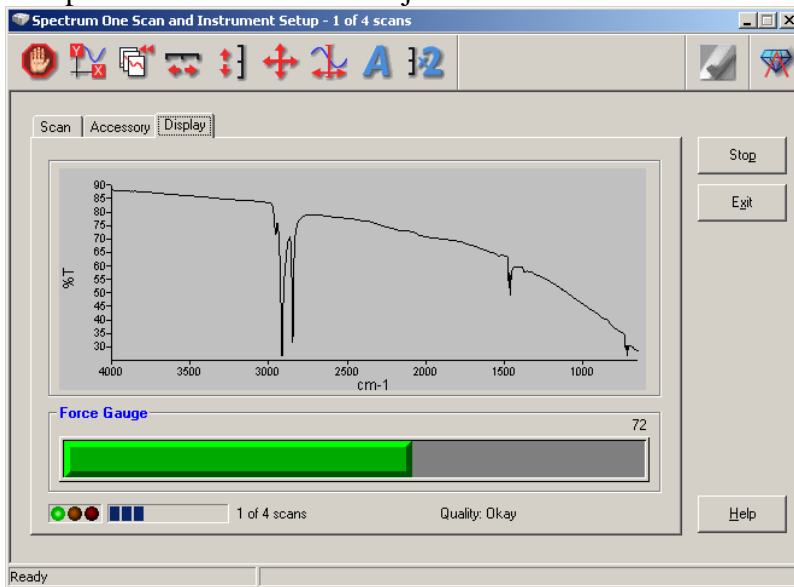 Spectrum One Scan and Instrument Setup - 1 of 4 scans
Y X A x2
Scan Accessory Display
Stop
Exit
90
85
80
75
70
65
60
55
50
45
40
35
30
%T
4000 3500 3000 2500 2000 1500 1000
cm-1
Force Gauge
72
1 of 4 scans Quality: Okay
Help
Ready